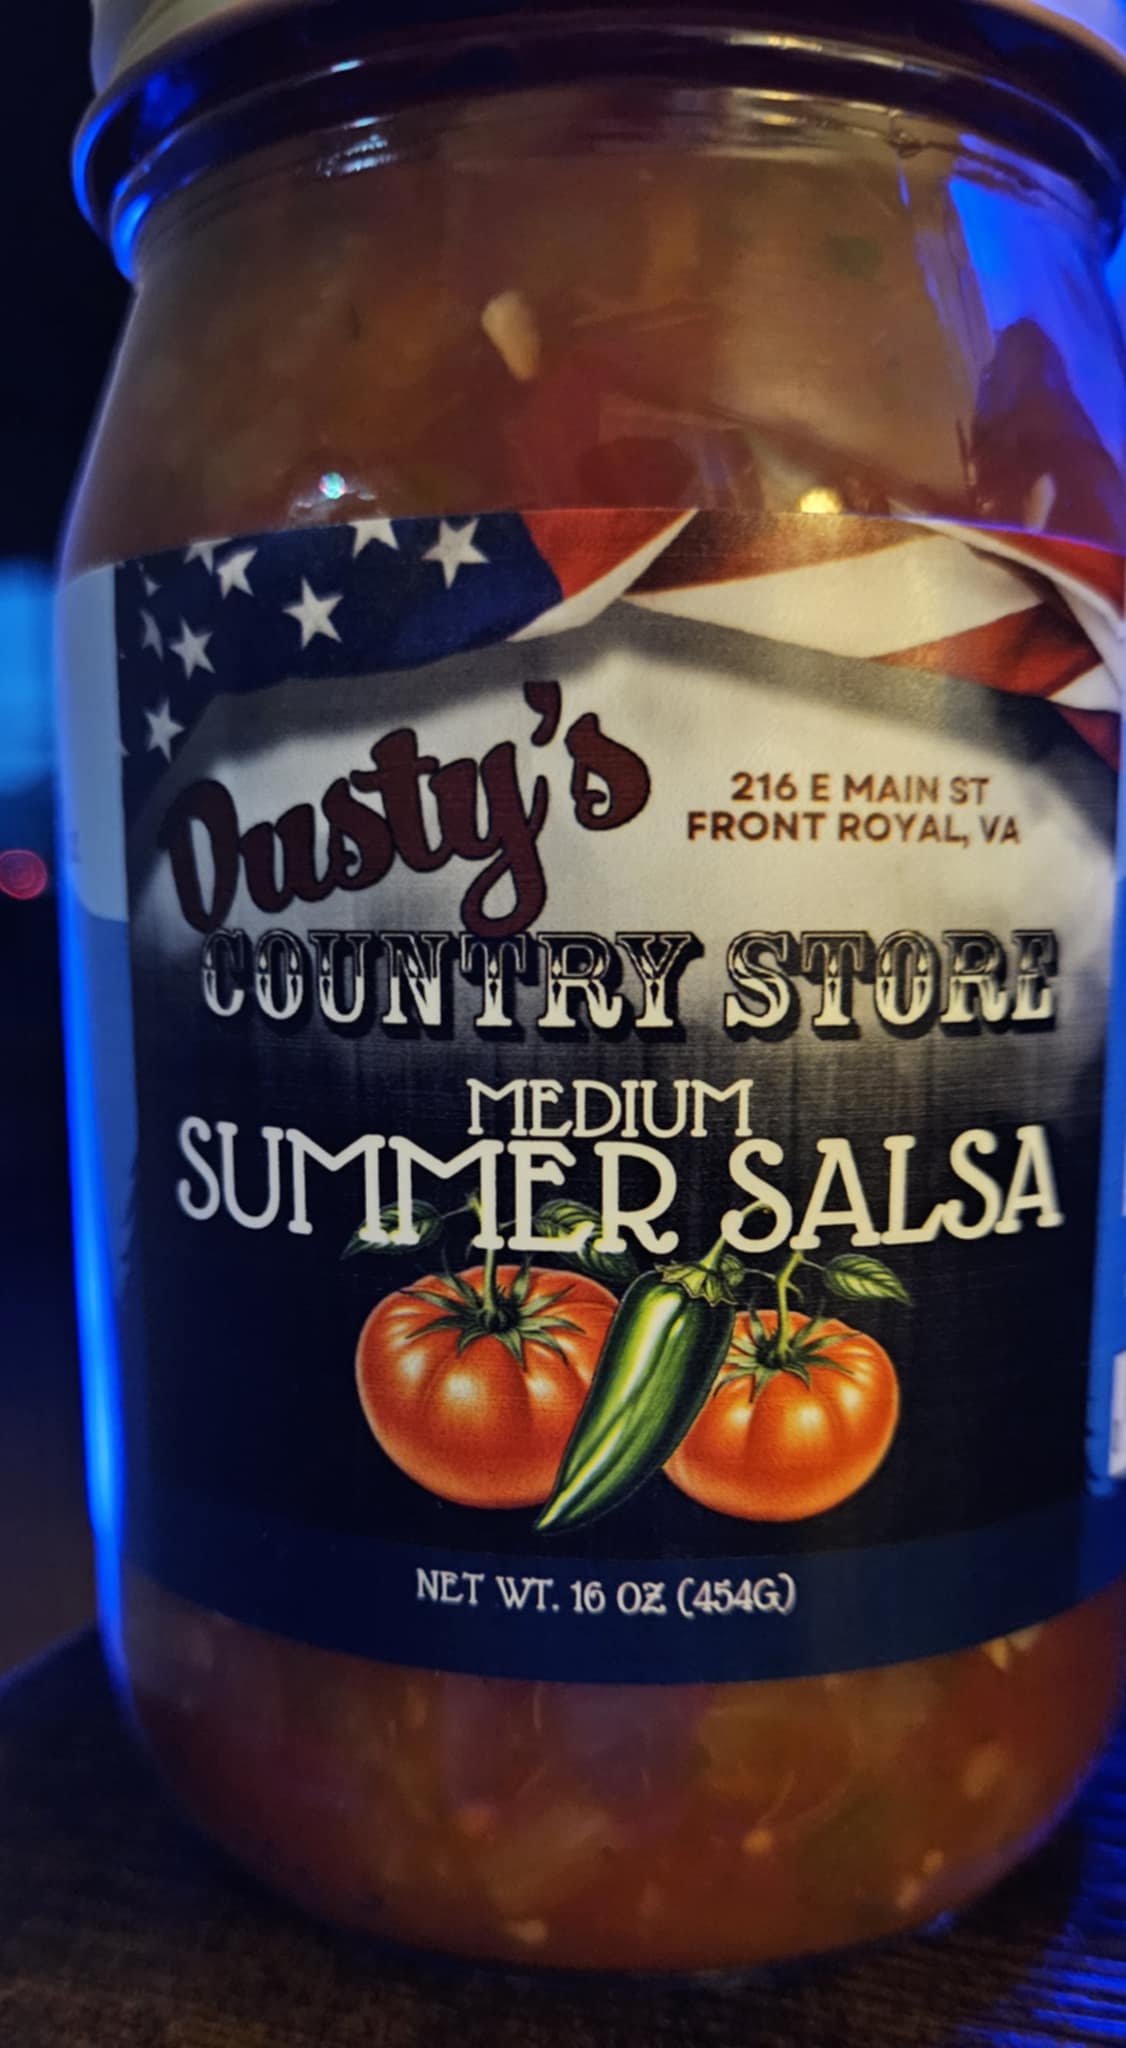 Dusty's
216 E MAIN ST
FRONT ROYAL, VA
COUNTRY STORE
MEDIUM
SUMMER SALSA
NET WT. 16 OZ (454G)